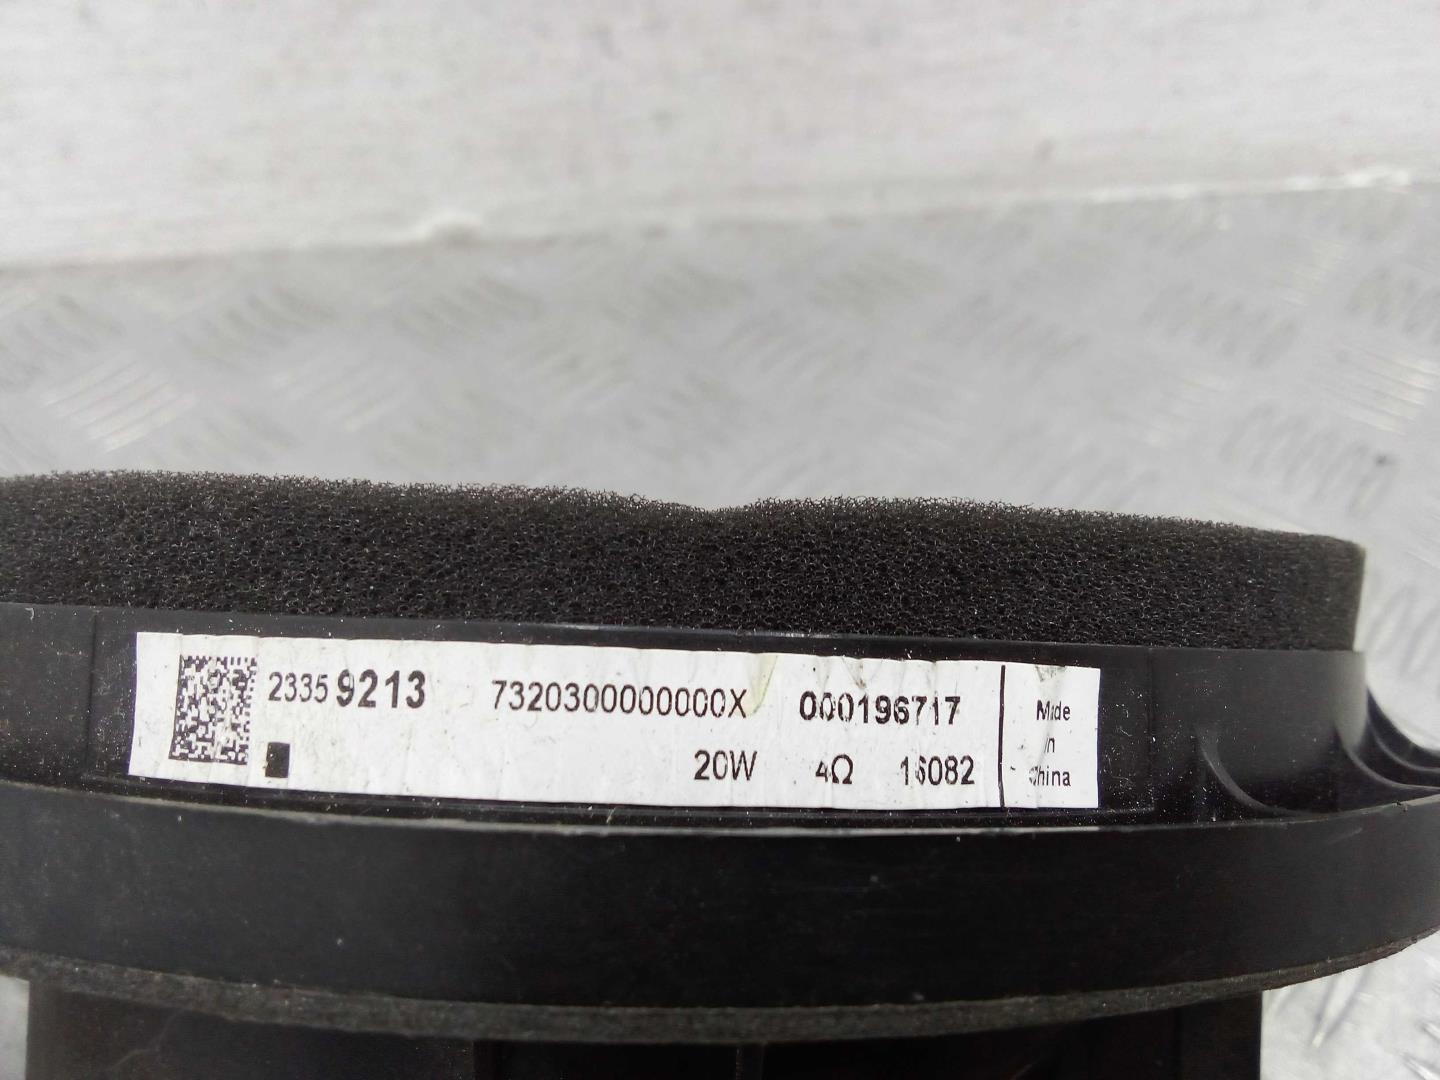 23359213 7320300000000X 000196717
20W 4Ω 16082
Made
in
China